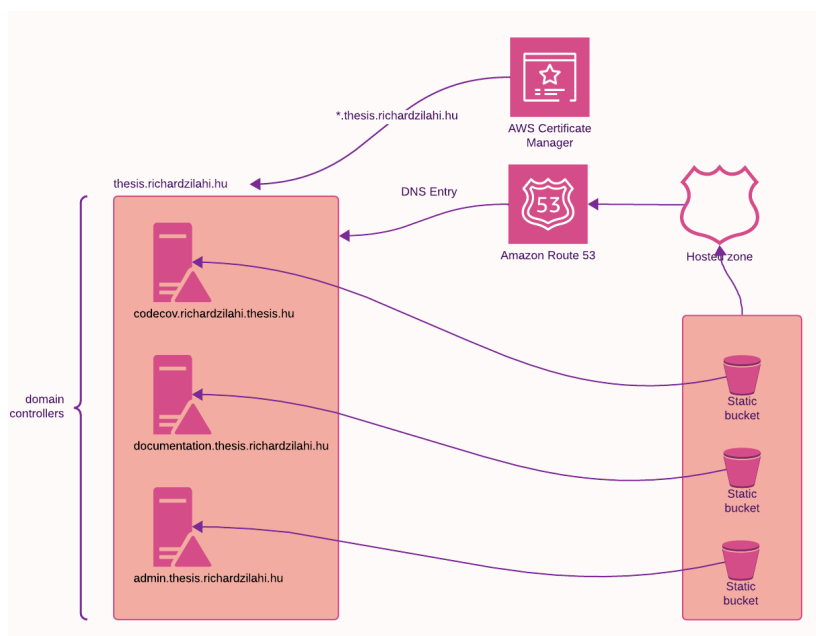 *.thesis.richardzilahi.hu
AWS Certificate
Manager
thesis.richardzilahi.hu
DNS Entry
53
Amazon Route 53
Hosted zone
codecov.richardzilahi.thesis.hu
domain
controllers
documentation.thesis.richardzilahi.hu
admin.thesis.richardzilahi.hu
Static
bucket
Static
bucket
Static
bucket